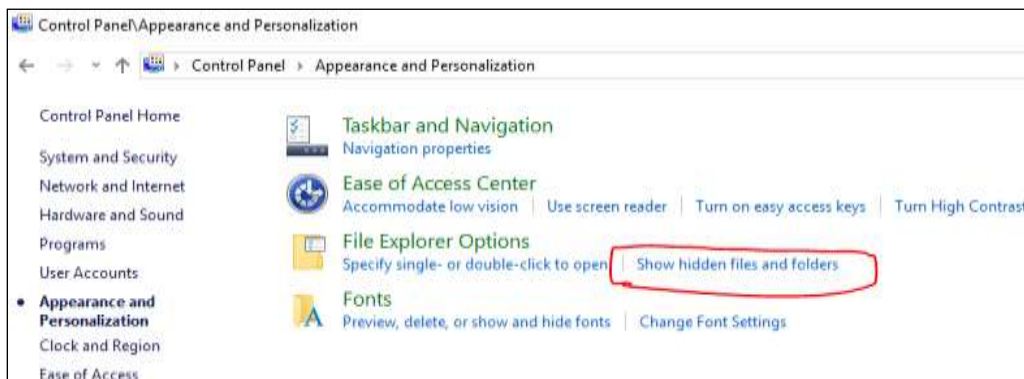 Control Panel\Appearance and Personalization
Control Panel > Appearance and Personalization
Control Panel Home
System and Security
Network and Internet
Hardware and Sound
Programs
User Accounts
Appearance and
Personalization
Clock and Region
Ease of Access
Taskbar and Navigation
Navigation properties
Ease of Access Center
Accommodate low vision | Use screen reader | Turn on easy access keys | Turn High Contrast
File Explorer Options
Specify single- or double-click to open | Show hidden files and folders
Fonts
Preview, delete, or show and hide fonts | Change Font Settings